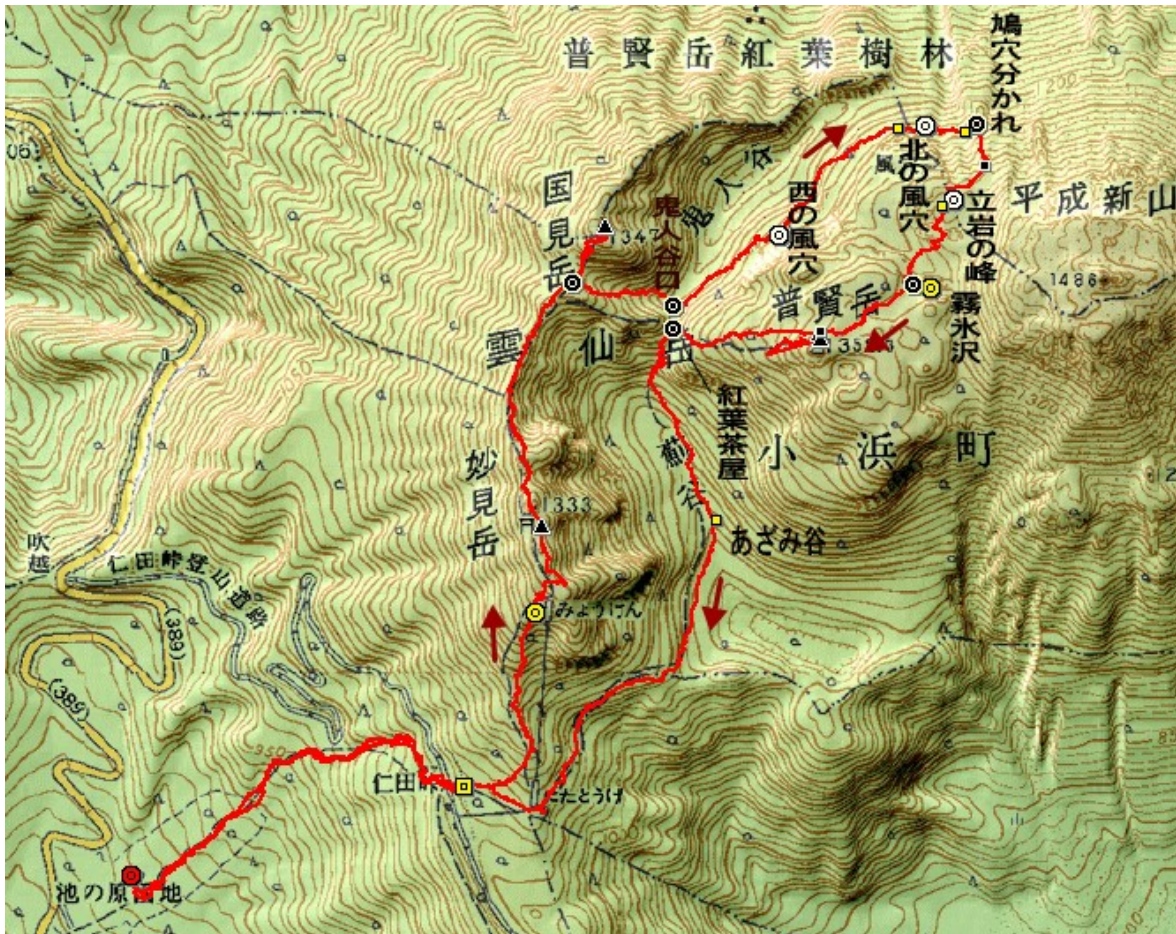 普賢岳紅葉樹林
鳩穴分かれ
北の風穴
風
立岩の峰
平成新山
西の風穴
鬼人谷
鬼人谷口
国見岳
1347
1486
霧氷沢
普賢岳
雲仙岳
紅葉茶屋
小浜町
妙見岳
1333
あざみ谷
吹越
仁田峠登山道路
(389)
(389)
みょうけん
仁田峠
にたとうげ
池の原園地